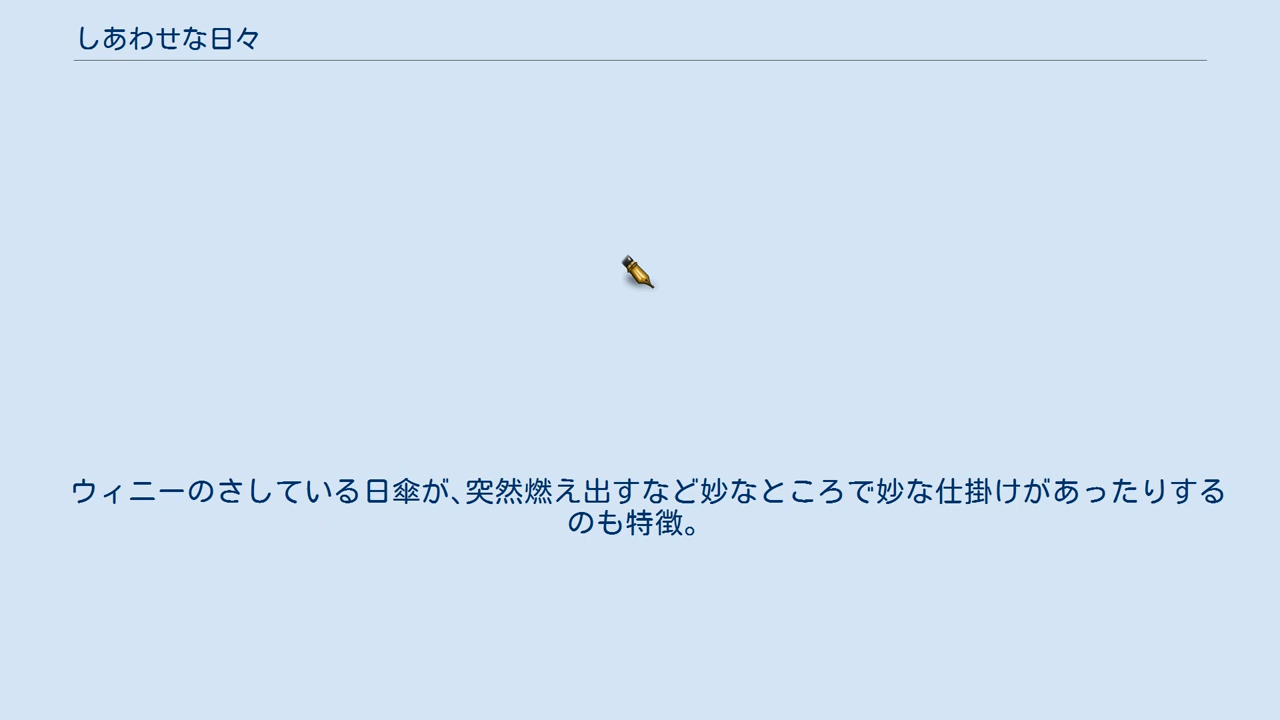 しあわせな日々
ウィニーのさしている日傘が､突然燃え出すなど妙なところで妙な仕掛けがあったりする
のも特徴。